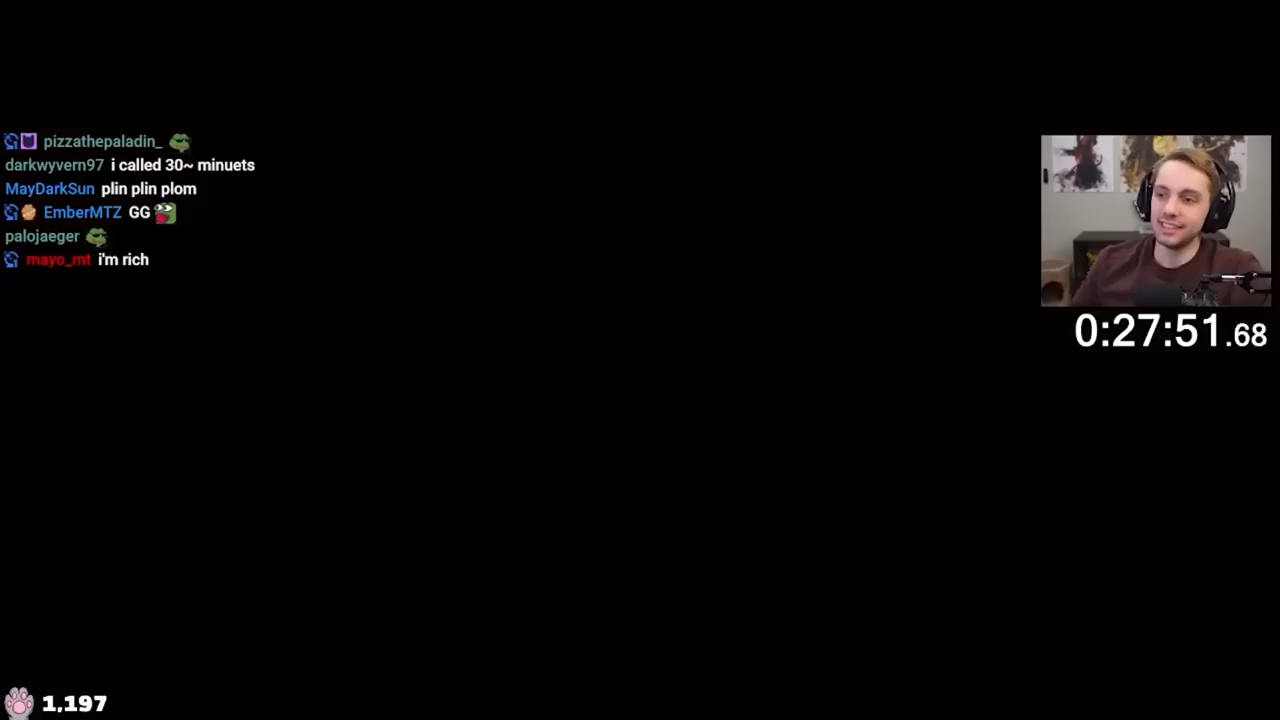 pizzathepaladin_
darkwyvern97 i called 30~ minuets
MayDarkSun plin plin plom
EmberMTZ GG
palojaeger
mayo_mt i'm rich
0:27:51.68
1,197